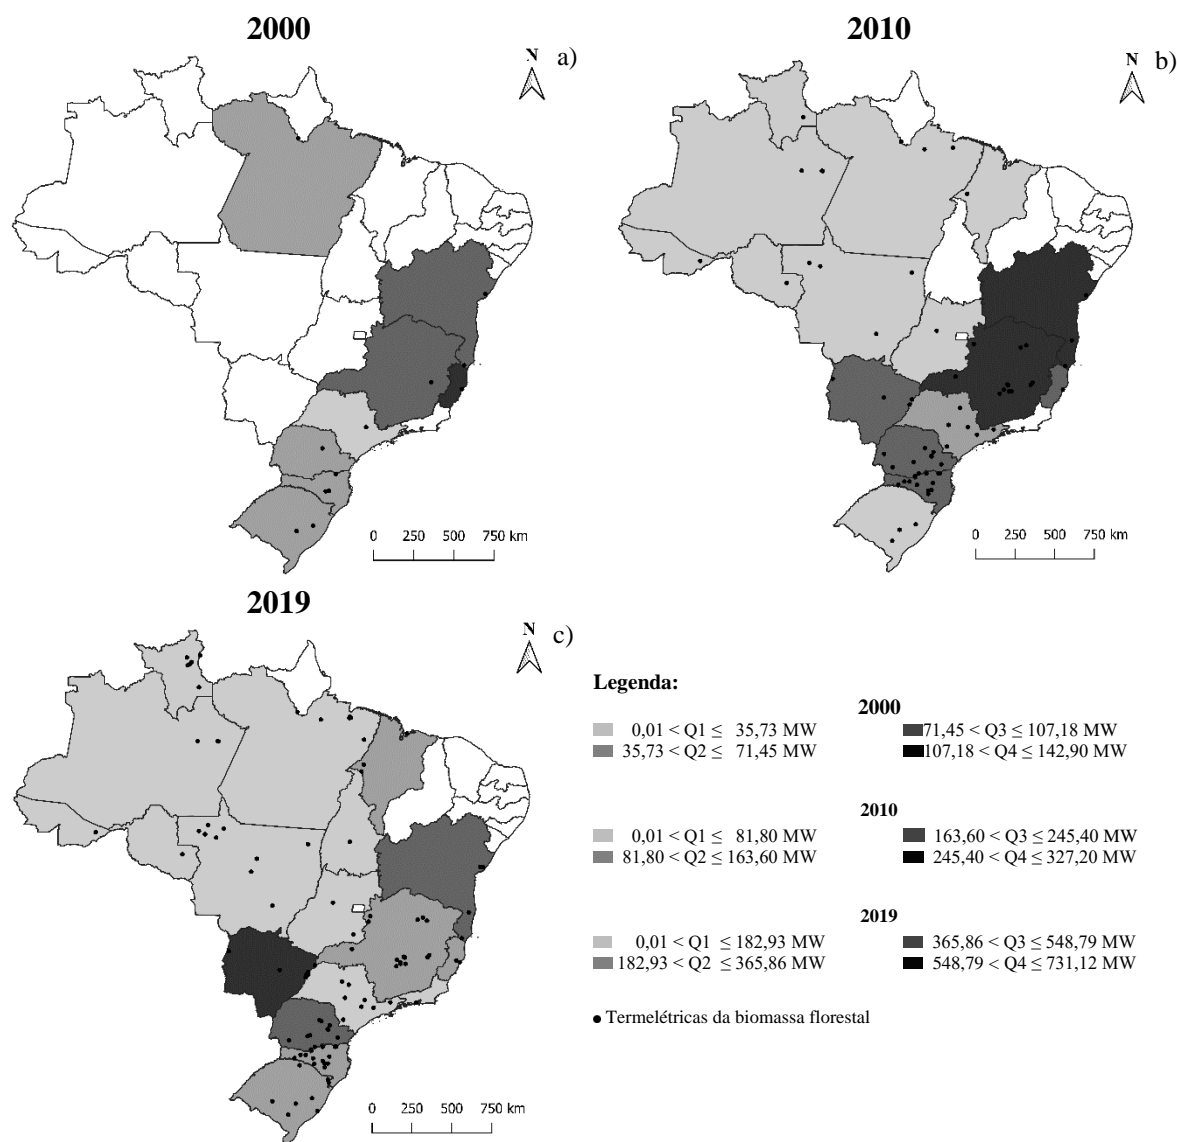 2000
N
a)
0 250 500 750 km
2010
N
b)
0 250 500 750 km
2019
N
c)
0 250 500 750 km
Legenda:
2000
0,01 < Q1 ≤ 35,73 MW
71,45 < Q3 ≤ 107,18 MW
35,73 < Q2 ≤ 71,45 MW
107,18 < Q4 ≤ 142,90 MW
2010
0,01 < Q1 ≤ 81,80 MW
163,60 < Q3 ≤ 245,40 MW
81,80 < Q2 ≤ 163,60 MW
245,40 < Q4 ≤ 327,20 MW
2019
0,01 < Q1 ≤ 182,93 MW
365,86 < Q3 ≤ 548,79 MW
182,93 < Q2 ≤ 365,86 MW
548,79 < Q4 ≤ 731,12 MW
Termelétricas da biomassa florestal